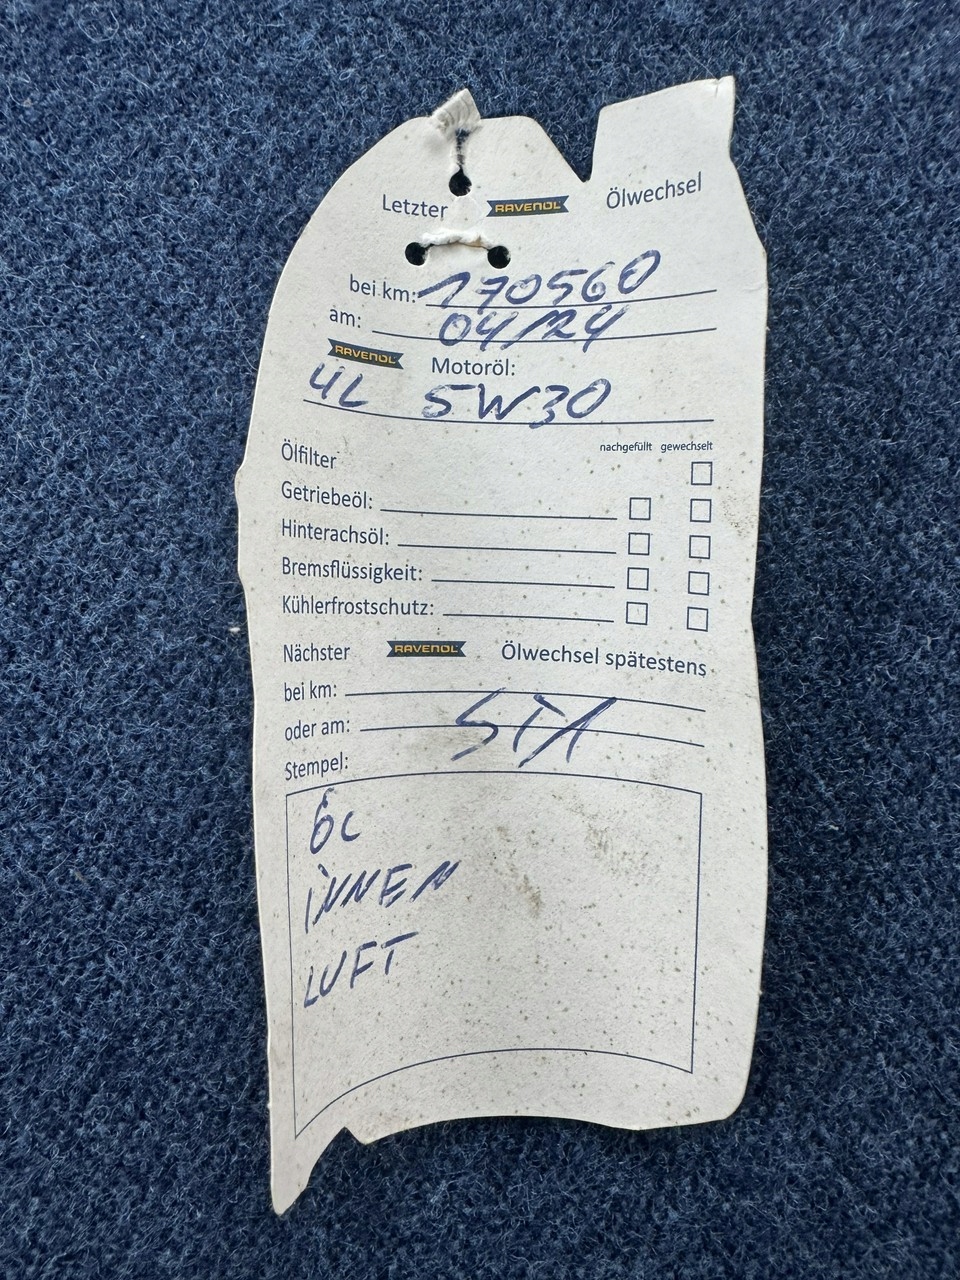 Letzter RAVENOL Ölwechsel
bei km: 170560
am: 04/24
RAVENOL Motoröl:
4L 5W30
nachgefüllt gewechselt
Ölfilter
Getriebeöl:
Hinterachsöl:
Bremsflüssigkeit:
Kühlerfrostschutz:
Nächster RAVENOL Ölwechsel spätestens
bei km:
oder am:
Stempel:
INNEN
LUFT